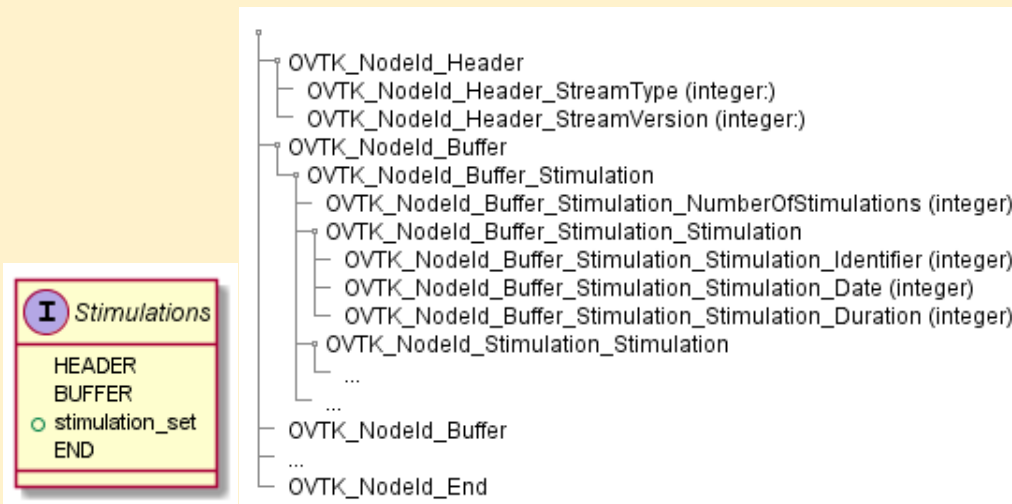 OVTK_NodeId_Header
OVTK_NodeId_Header_StreamType (integer:)
OVTK_NodeId_Header_StreamVersion (integer:)
OVTK_NodeId_Buffer
OVTK_NodeId_Buffer_Stimulation
OVTK_NodeId_Buffer_Stimulation_NumberOfStimulations (integer)
OVTK_NodeId_Buffer_Stimulation_Stimulation
OVTK_NodeId_Buffer_Stimulation_Stimulation_Identifier (integer)
OVTK_NodeId_Buffer_Stimulation_Stimulation_Date (integer)
OVTK_NodeId_Buffer_Stimulation_Stimulation_Duration (integer)
OVTK_NodeId_Stimulation_Stimulation
...
...
OVTK_NodeId_Buffer
...
OVTK_NodeId_End
I Stimulations
HEADER
BUFFER
stimulation_set
END